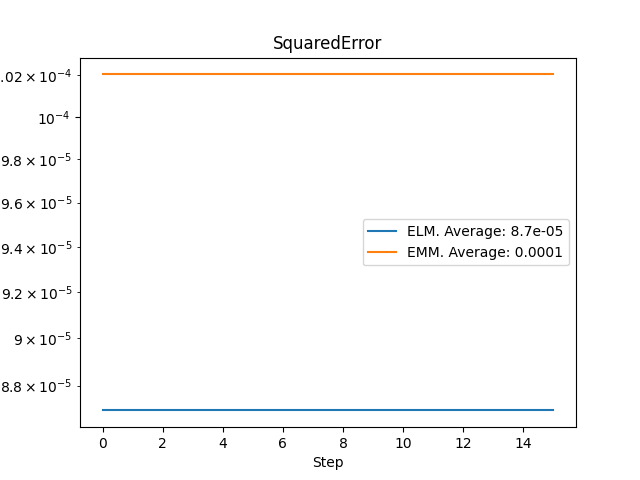 SquaredError
.02 × 10⁻⁴
10⁻⁴
9.8 × 10⁻⁵
9.6 × 10⁻⁵
9.4 × 10⁻⁵
9.2 × 10⁻⁵
9 × 10⁻⁵
8.8 × 10⁻⁵
ELM. Average: 8.7e-05
EMM. Average: 0.0001
0 2 4 6 8 10 12 14
Step